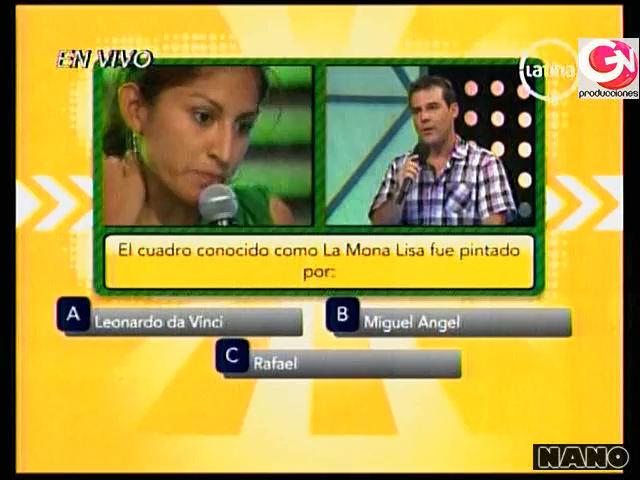 EN VIVO
Latina
GN
producciones
El cuadro conocido como La Mona Lisa fue pintado
por:
A Leonardo da Vinci
B Miguel Angel
C Rafael
NANO